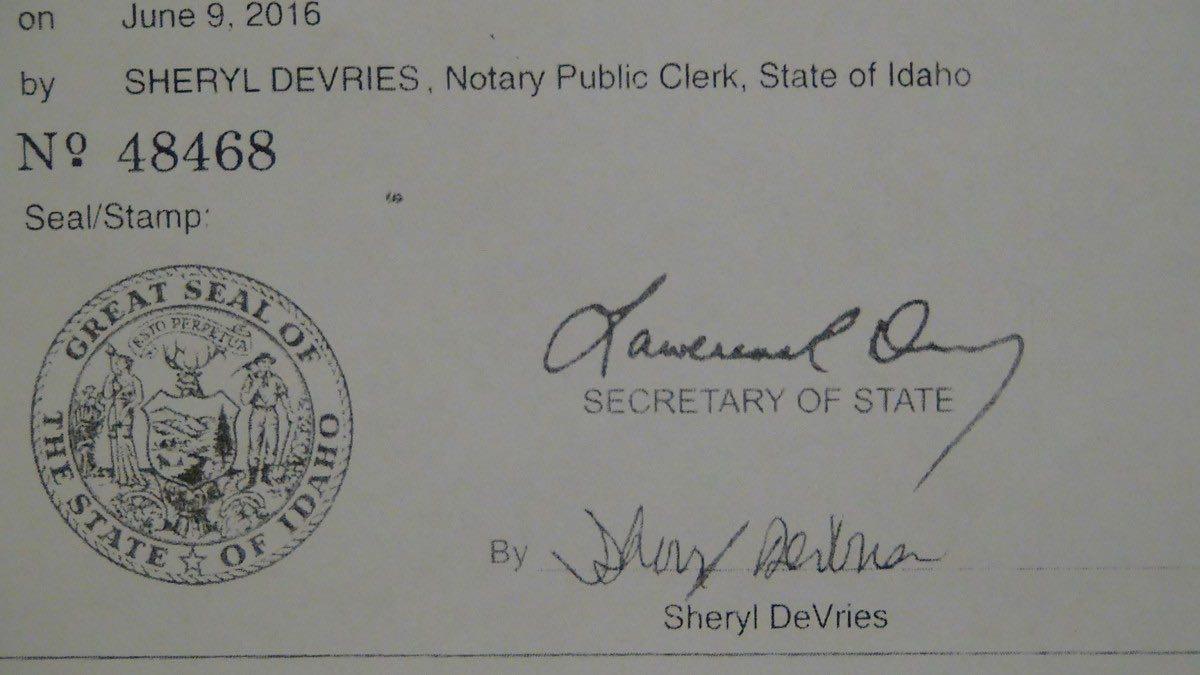 on June 9, 2016
by SHERYL DEVRIES, Notary Public Clerk, State of Idaho
Nº 48468
Seal/Stamp:
GREAT SEAL OF
THE STATE ☆ OF IDAHO
ESTO PERPETUA
SECRETARY OF STATE
By
Sheryl DeVries